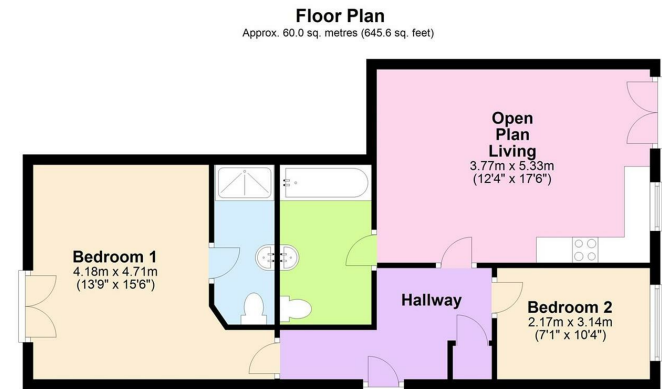 Floor Plan
Approx. 60.0 sq. metres (645.6 sq. feet)
Open
Plan
Living
3.77m x 5.33m
(12'4" x 17'6")
Bedroom 1
4.18m x 4.71m
(13'9" x 15'6")
Hallway
Bedroom 2
2.17m x 3.14m
(7'1" x 10'4")